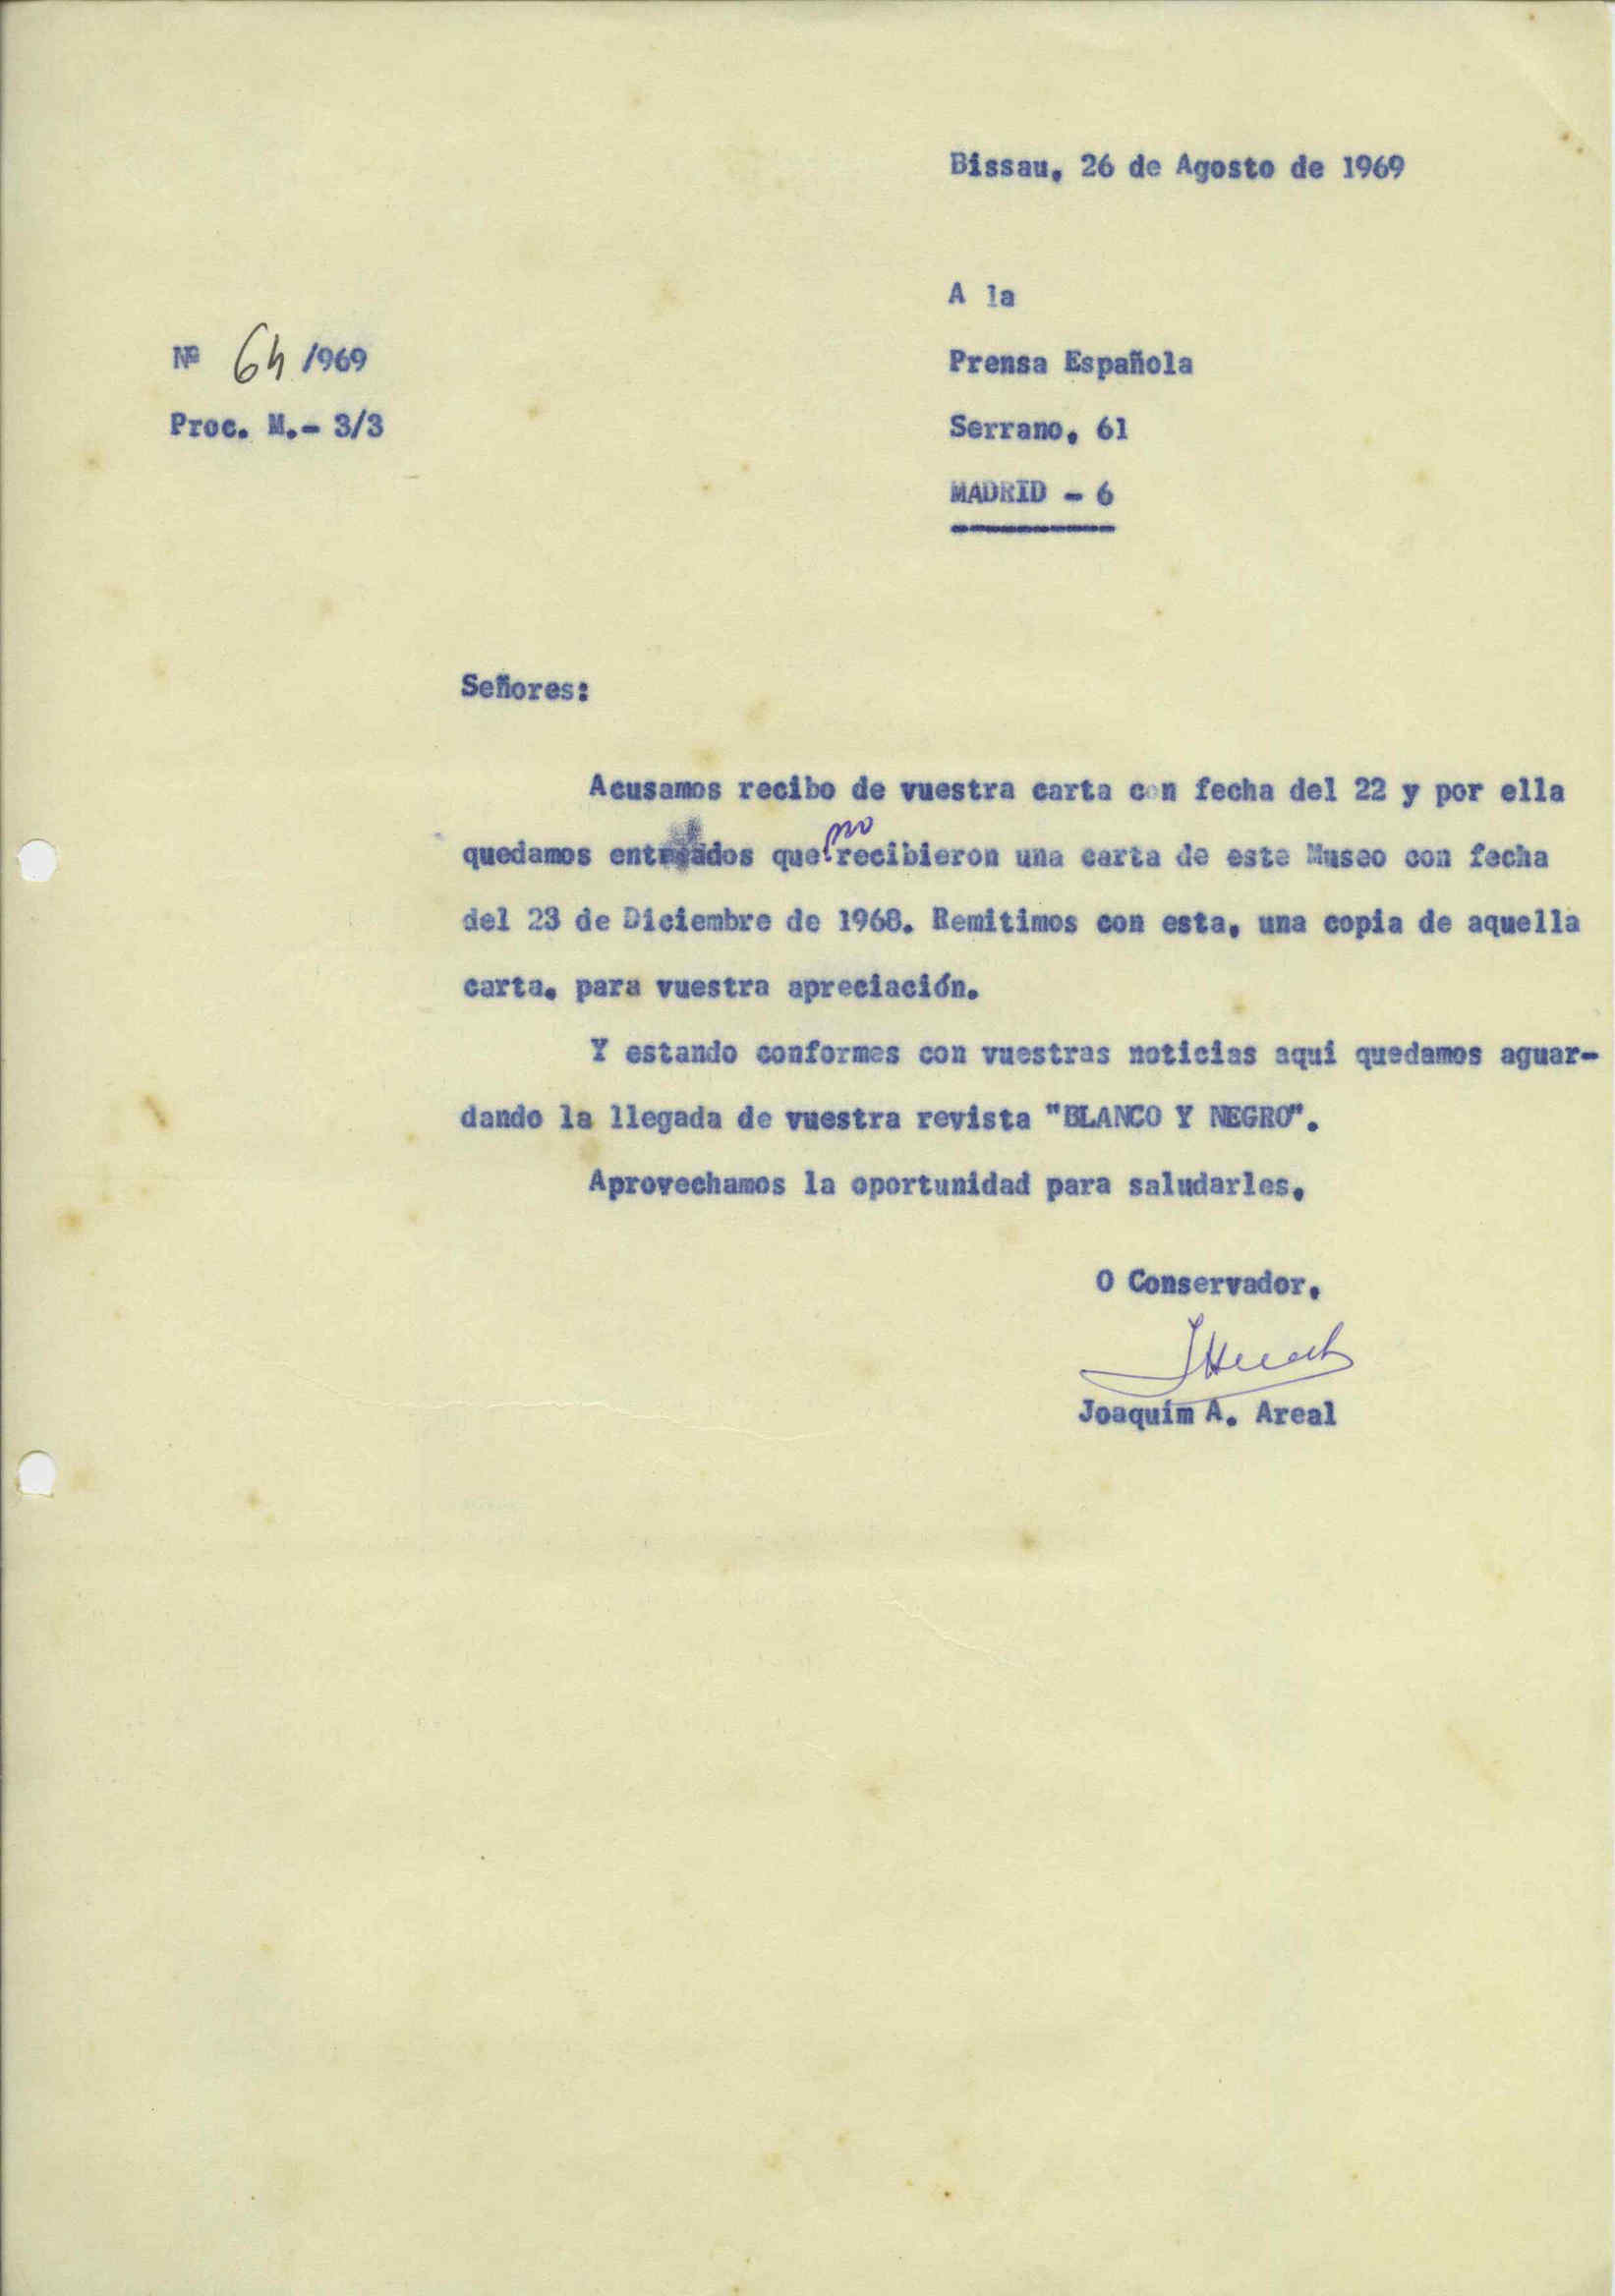 Bissau, 26 de Agosto de 1969
A la
Nº 64/969
Prensa Española
Proc. M.- 3/3
Serrano, 61
MADRID - 6
Señores:
Acusamos recibo de vuestra carta con fecha del 22 y por ella
quedamos que no recibieron una carta de este Museo con fecha
del 23 de Diciembre de 1968. Remitimos con esta, una copia de aquella
carta, para vuestra apreciación.
Y estando conformes con vuestras noticias aqui quedamos aguar-
dando la llegada de vuestra revista "BLANCO Y NEGRO".
Aprovechamos la oportunidad para saludarles,
O Conservador,
Joaquim A. Areal